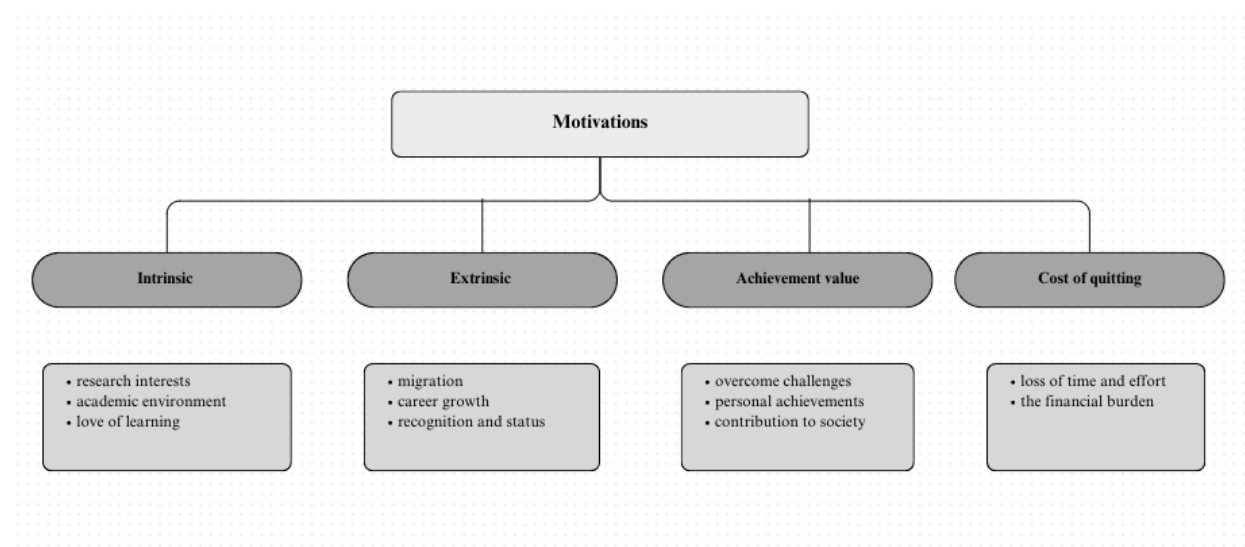 Motivations
Intrinsic
Extrinsic
Achievement value
Cost of quitting
• research interests
• academic environment
• love of learning
• migration
• career growth
• recognition and status
• overcome challenges
• personal achievements
• contribution to society
• loss of time and effort
• the financial burden